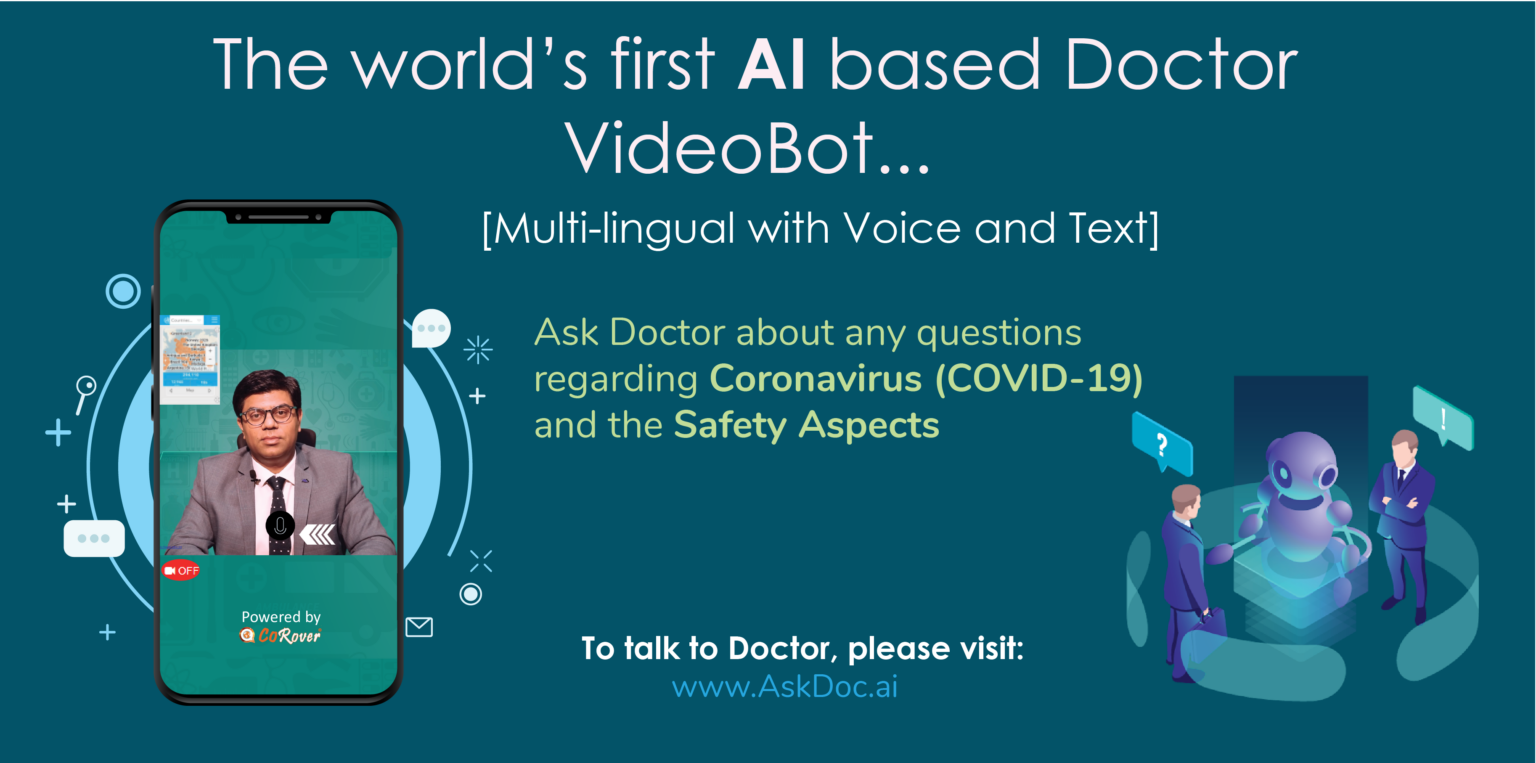 The world's first AI based Doctor
VideoBot...
[Multi-lingual with Voice and Text]
Ask Doctor about any questions
regarding Coronavirus (COVID-19)
and the Safety Aspects
?
!
OFF
Powered by
CoRover
To talk to Doctor, please visit:
www.AskDoc.ai